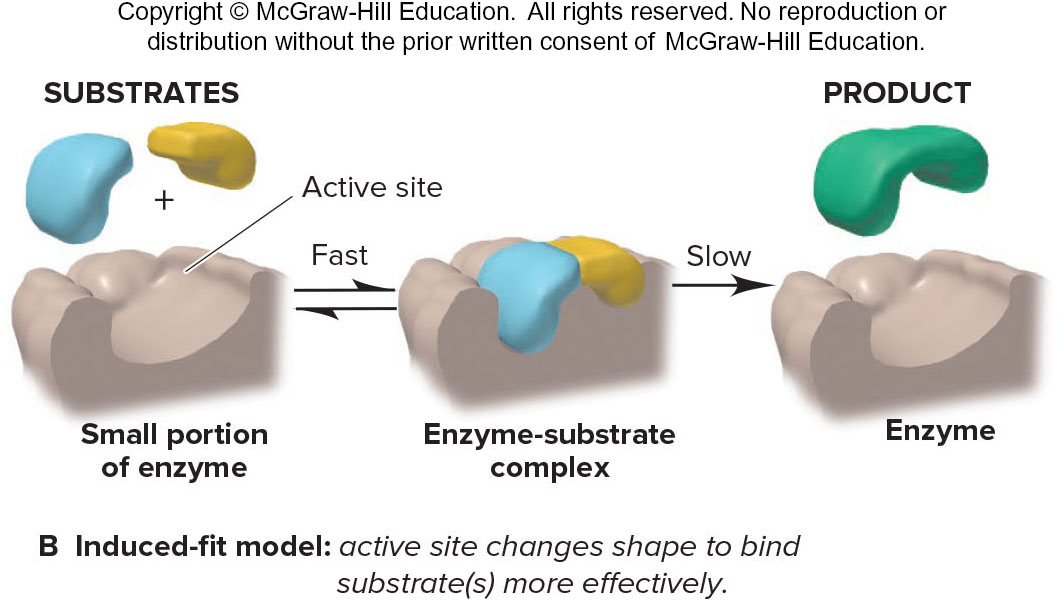 Copyright © McGraw-Hill Education. All rights reserved. No reproduction or
distribution without the prior written consent of McGraw-Hill Education.
SUBSTRATES
PRODUCT
+
Active site
Fast
Slow
Small portion
of enzyme
Enzyme-substrate
complex
Enzyme
B Induced-fit model: active site changes shape to bind
substrate(s) more effectively.